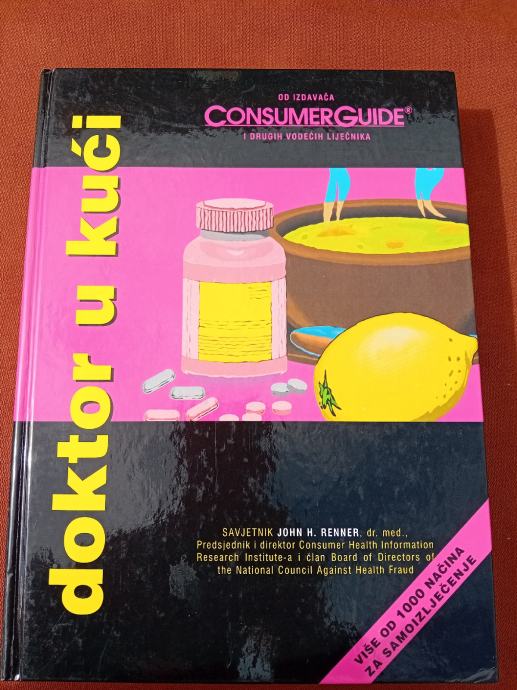 doktor u kući
OD IZDAVAČA
CONSUMERGUIDE®
I DRUGIH VODEĆIH LIJEČNIKA
SAVJETNIK JOHN H. RENNER, dr. med.,
Predsjednik i direktor Consumer Health Information
Research Institute-a i član Board of Directors of
the National Council Against Health Fraud
VIŠE OD 1000 NAČINA
ZA SAMOIZLJEČENJE